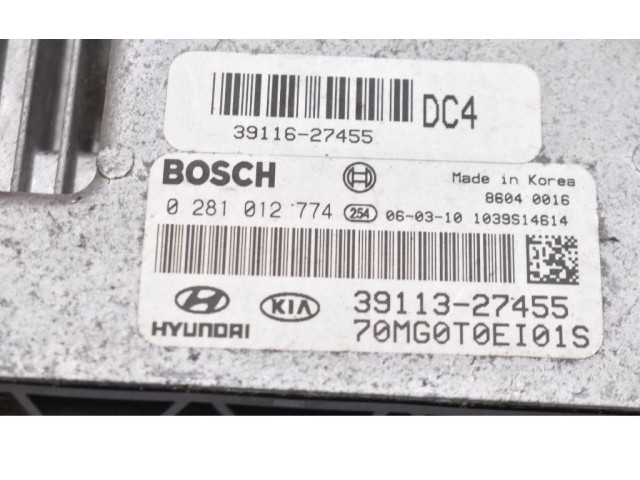 DC4
39116-27455
BOSCH
Made in Korea
8604 0016
0 281 012 774 254 06-03-10 1039S14614
39113-27455
HYUNDAI KIA
70MG0T0EI01S